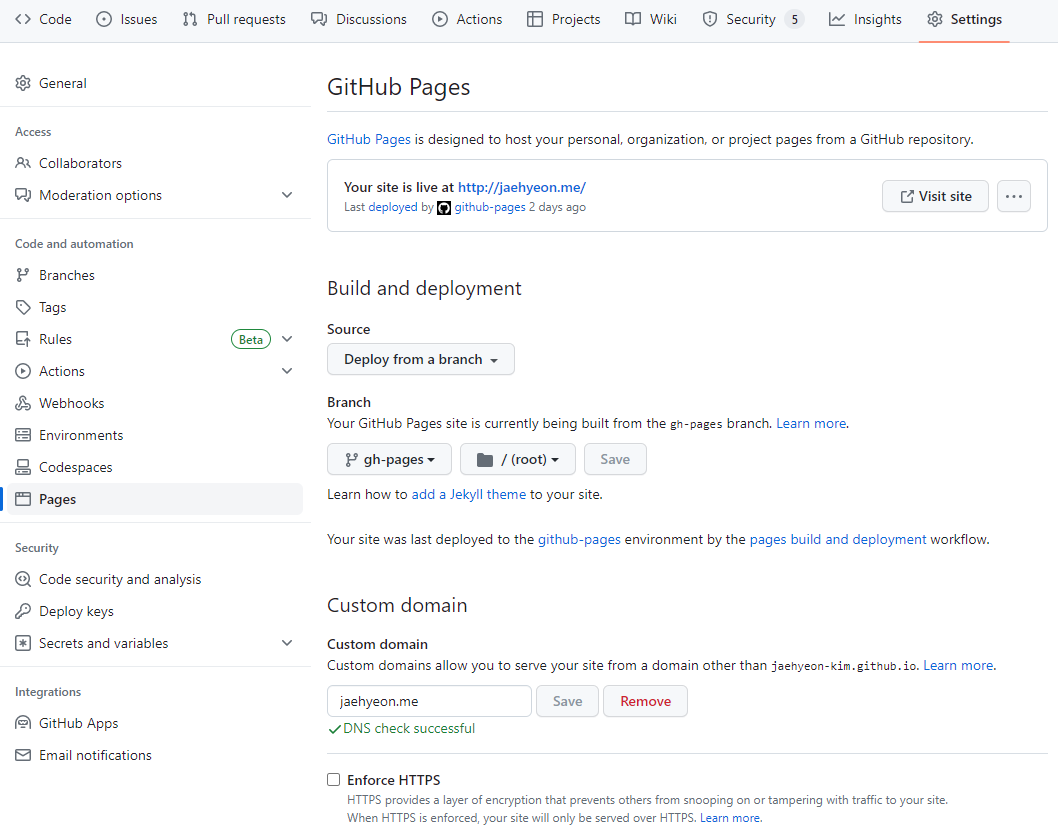 Code Issues Pull requests Discussions Actions Projects Wiki Security 5 Insights Settings
General
Access
Collaborators
Moderation options
Code and automation
Branches
Tags
Rules Beta
Actions
Webhooks
Environments
Codespaces
Pages
Security
Code security and analysis
Deploy keys
Secrets and variables
Integrations
GitHub Apps
Email notifications
GitHub Pages
GitHub Pages is designed to host your personal, organization, or project pages from a GitHub repository.
Your site is live at http://jaehyeon.me/
Last deployed by github-pages 2 days ago
Visit site
Build and deployment
Source
Deploy from a branch
Branch
Your GitHub Pages site is currently being built from the gh-pages branch. Learn more.
gh-pages / (root) Save
Learn how to add a Jekyll theme to your site.
Your site was last deployed to the github-pages environment by the pages build and deployment workflow.
Custom domain
Custom domain
Custom domains allow you to serve your site from a domain other than jaehyeon-kim.github.io. Learn more.
jaehyeon.me Save Remove
DNS check successful
Enforce HTTPS
HTTPS provides a layer of encryption that prevents others from snooping on or tampering with traffic to your site.
When HTTPS is enforced, your site will only be served over HTTPS. Learn more.